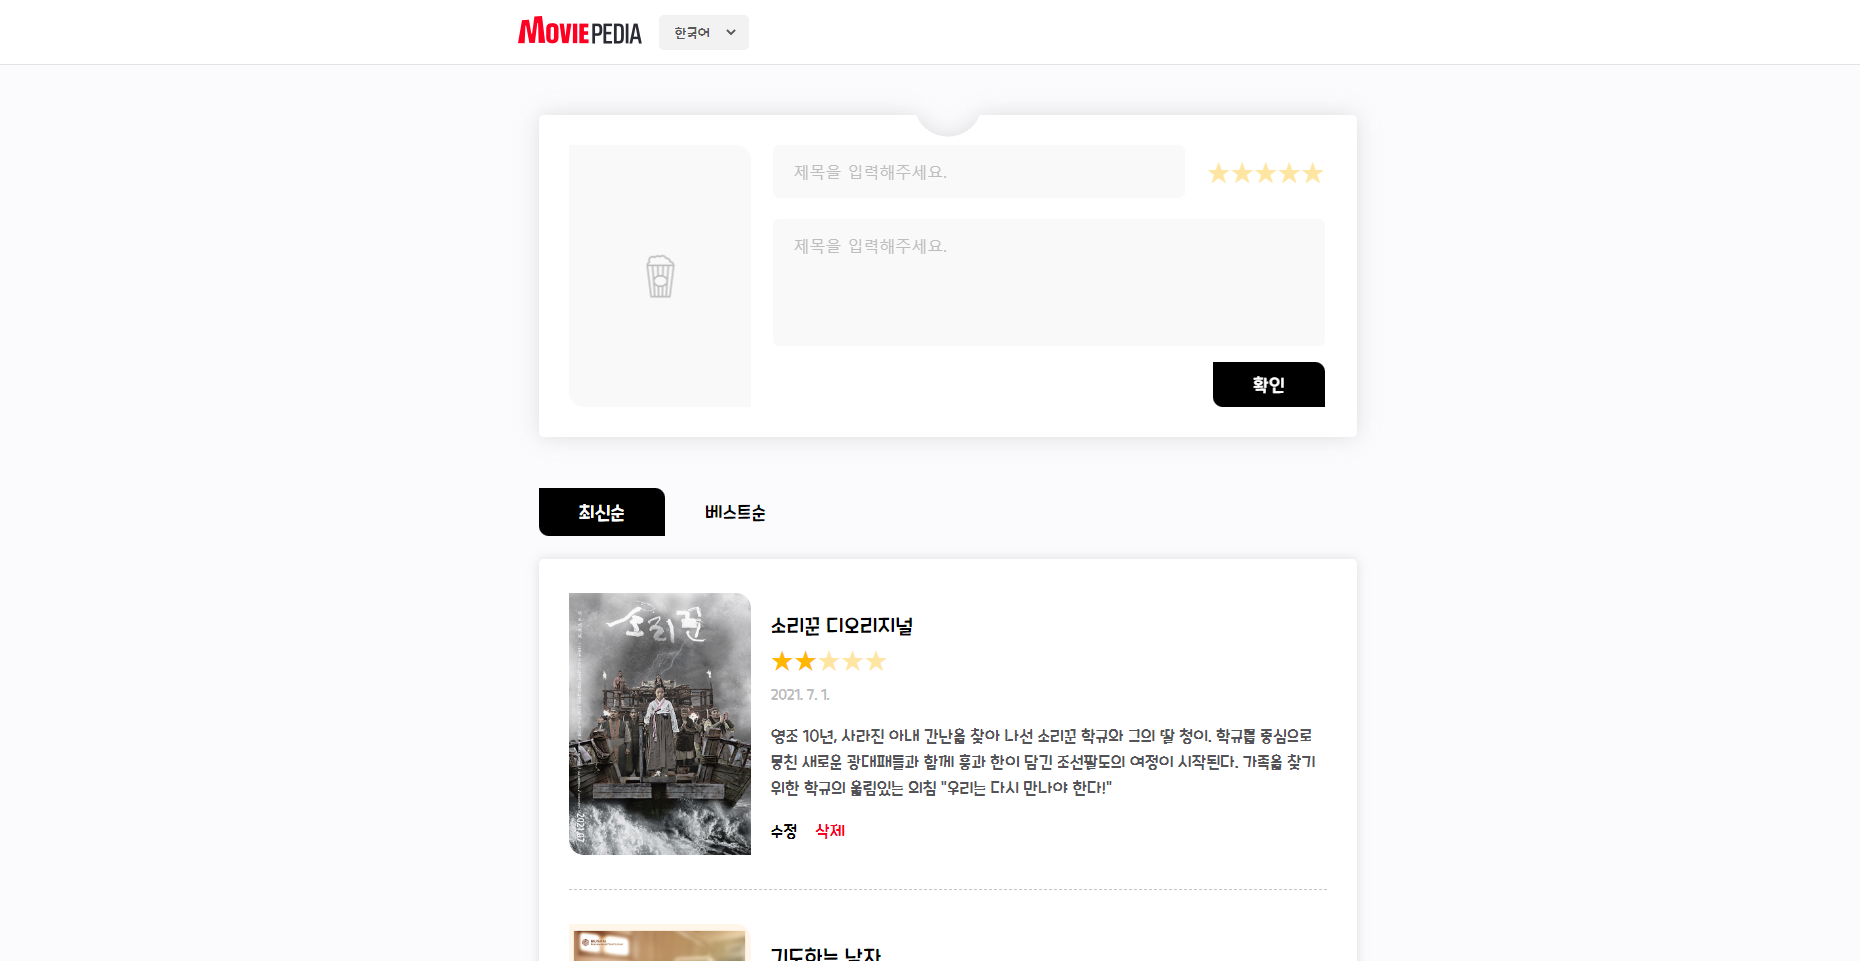 MOVIEPEDIA 한국어
제목을 입력해주세요.
제목을 입력해주세요.
확인
최신순 베스트순
소리꾼
소리꾼 디오리지널
2021. 7. 1.
영조 10년, 사라진 아내 간난을 찾아 나선 소리꾼 학규와 그의 딸 청이. 학규를 중심으로
뭉친 새로운 광대패들과 함께 흥과 한이 담긴 조선팔도의 여정이 시작된다. 가족을 찾기
위한 학규의 울림있는 외침 "우리는 다시 만나야 한다!"
수정 삭제
2021.07
기도하는 남자